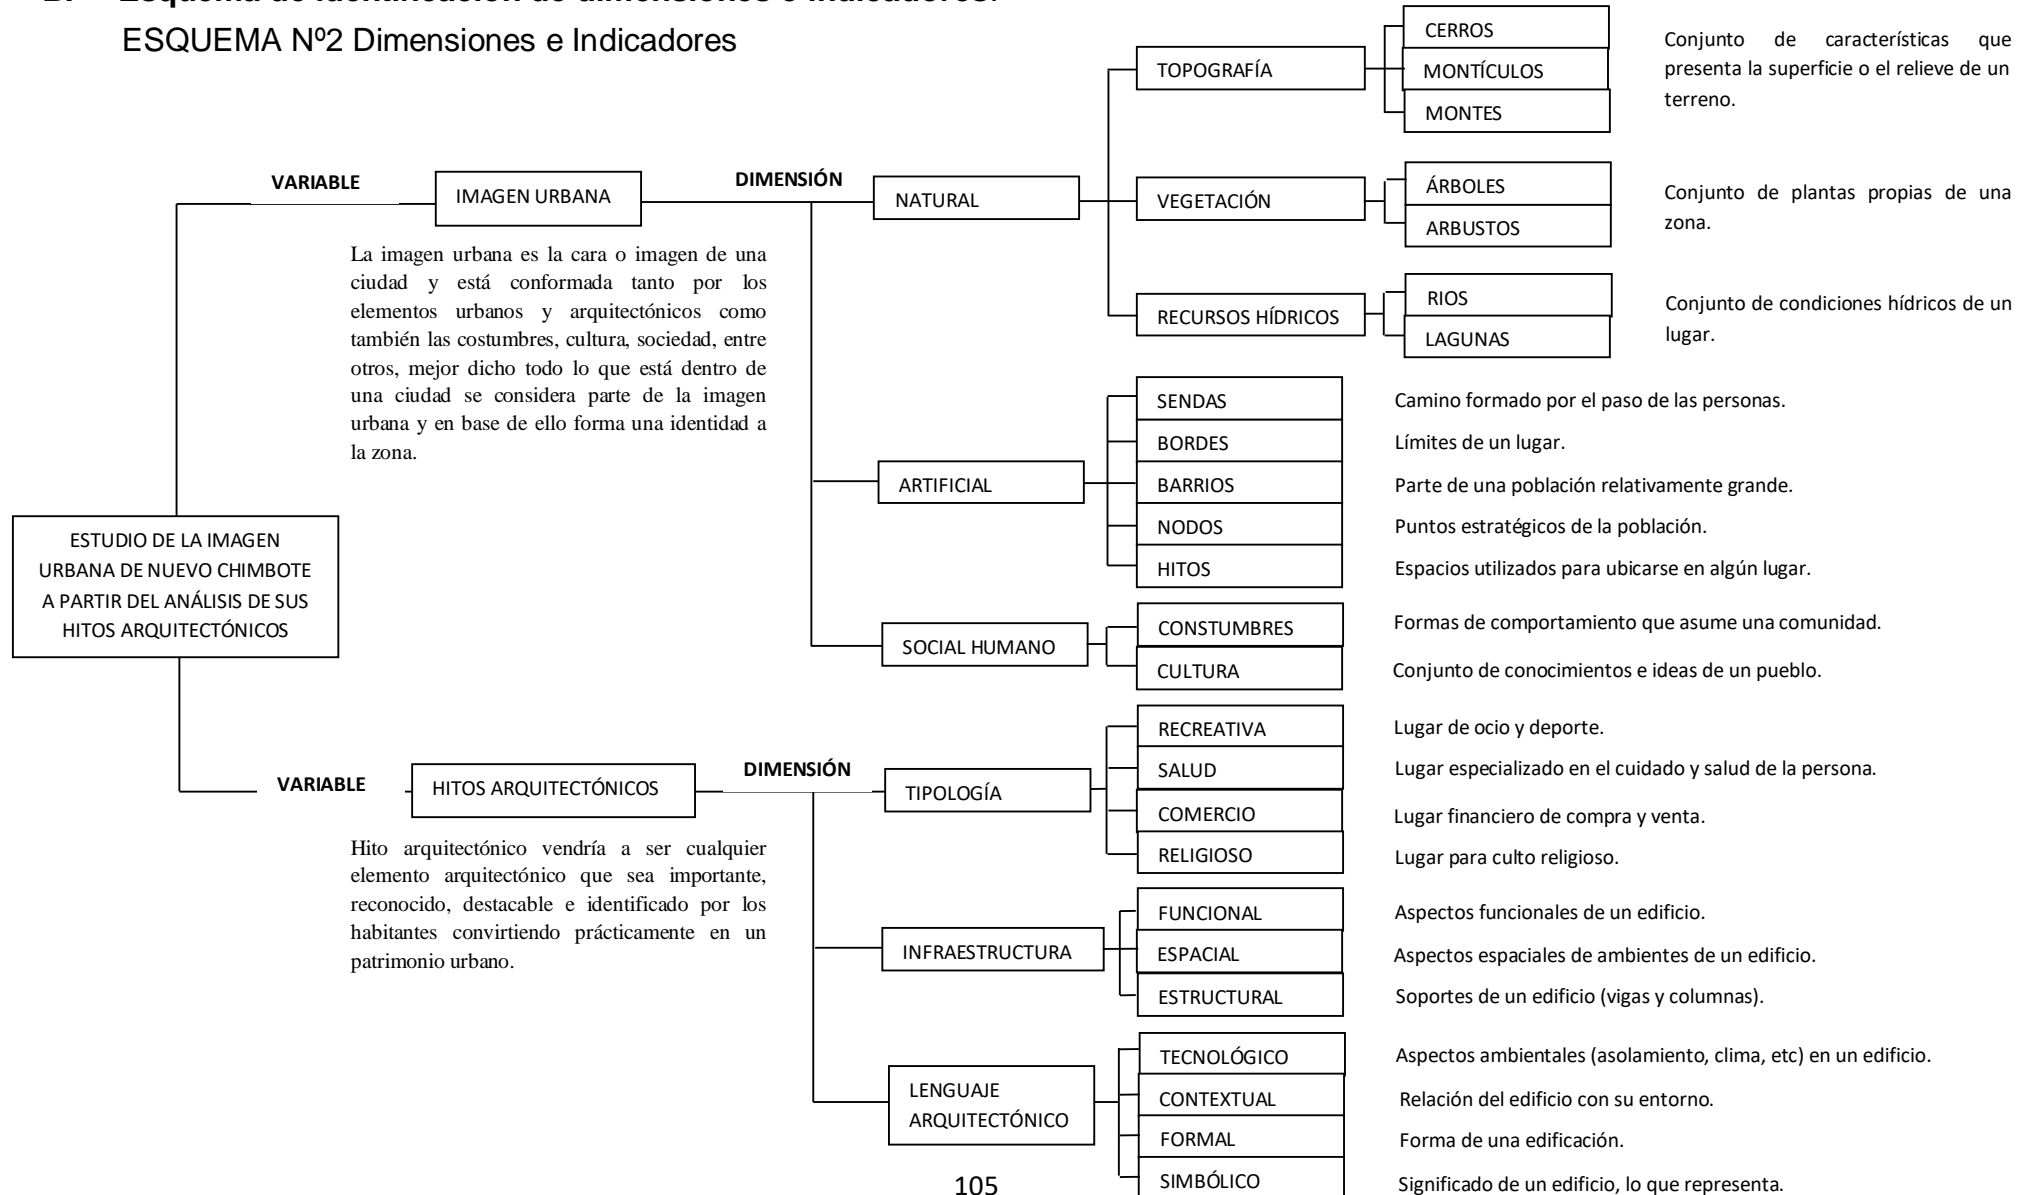 ESQUEMA Nº2 Dimensiones e Indicadores
ESTUDIO DE LA IMAGEN
URBANA DE NUEVO CHIMBOTE
A PARTIR DEL ANÁLISIS DE SUS
HITOS ARQUITECTÓNICOS
VARIABLE
IMAGEN URBANA
La imagen urbana es la cara o imagen de una
ciudad y está conformada tanto por los
elementos urbanos y arquitectónicos como
también las costumbres, cultura, sociedad, entre
otros, mejor dicho todo lo que está dentro de
una ciudad se considera parte de la imagen
urbana y en base de ello forma una identidad a
la zona.
DIMENSIÓN
NATURAL
TOPOGRAFÍA
CERROS
MONTÍCULOS
MONTES
Conjunto de características que
presenta la superficie o el relieve de un
terreno.
VEGETACIÓN
ÁRBOLES
ARBUSTOS
Conjunto de plantas propias de una
zona.
RECURSOS HÍDRICOS
RIOS
LAGUNAS
Conjunto de condiciones hídricos de un
lugar.
ARTIFICIAL
SENDAS
Camino formado por el paso de las personas.
BORDES
Límites de un lugar.
BARRIOS
Parte de una población relativamente grande.
NODOS
Puntos estratégicos de la población.
HITOS
Espacios utilizados para ubicarse en algún lugar.
SOCIAL HUMANO
CONSTUMBRES
Formas de comportamiento que asume una comunidad.
CULTURA
Conjunto de conocimientos e ideas de un pueblo.
VARIABLE
HITOS ARQUITECTÓNICOS
Hito arquitectónico vendría a ser cualquier
elemento arquitectónico que sea importante,
reconocido, destacable e identificado por los
habitantes convirtiendo prácticamente en un
patrimonio urbano.
DIMENSIÓN
TIPOLOGÍA
RECREATIVA
Lugar de ocio y deporte.
SALUD
Lugar especializado en el cuidado y salud de la persona.
COMERCIO
Lugar financiero de compra y venta.
RELIGIOSO
Lugar para culto religioso.
INFRAESTRUCTURA
FUNCIONAL
Aspectos funcionales de un edificio.
ESPACIAL
Aspectos espaciales de ambientes de un edificio.
ESTRUCTURAL
Soportes de un edificio (vigas y columnas).
LENGUAJE
ARQUITECTÓNICO
TECNOLÓGICO
Aspectos ambientales (asolamiento, clima, etc) en un edificio.
CONTEXTUAL
Relación del edificio con su entorno.
FORMAL
Forma de una edificación.
SIMBÓLICO
Significado de un edificio, lo que representa.
105